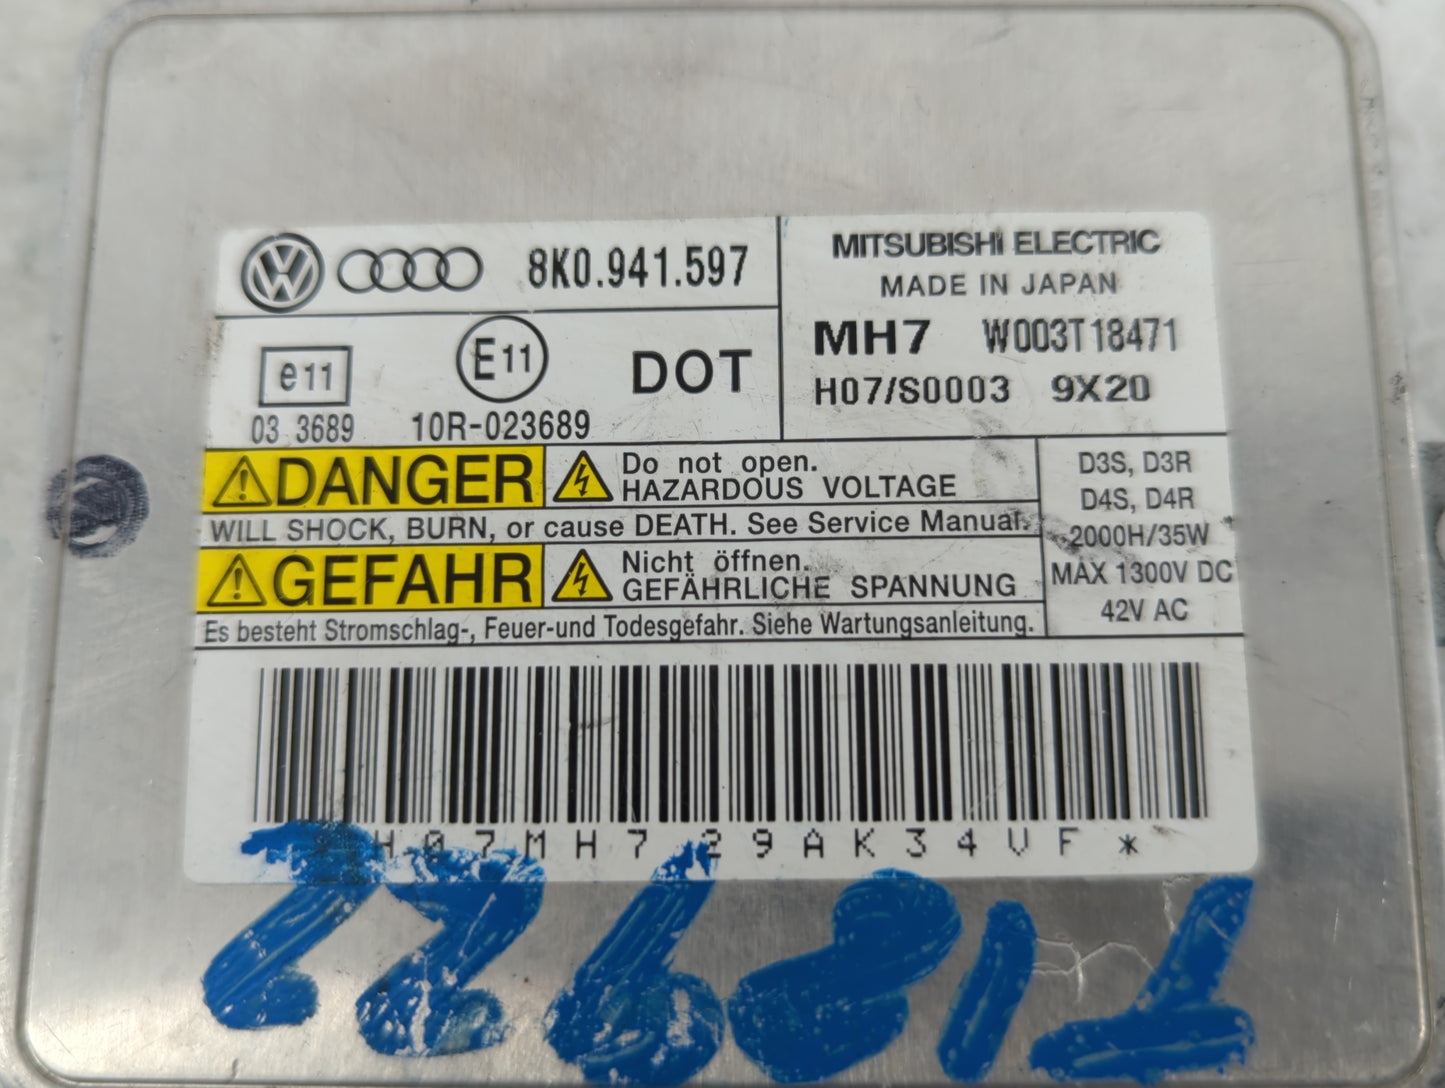 8K0.941.597
MITSUBISHI ELECTRIC
MADE IN JAPAN
MH7 W003T18471
H07/S0003 9X20
e11
E11
DOT
03 3689 10R-023689
DANGER
Do not open.
HAZARDOUS VOLTAGE
WILL SHOCK, BURN, or cause DEATH. See Service Manual.
GEFAHR
Nicht öffnen.
GEFÄHRLICHE SPANNUNG
Es besteht Stromschlag-, Feuer-und Todesgefahr. Siehe Wartungsanleitung.
D3S, D3R
D4S, D4R
2000H/35W
MAX 1300V DC
42V AC
H07MH7 29AK34VF*